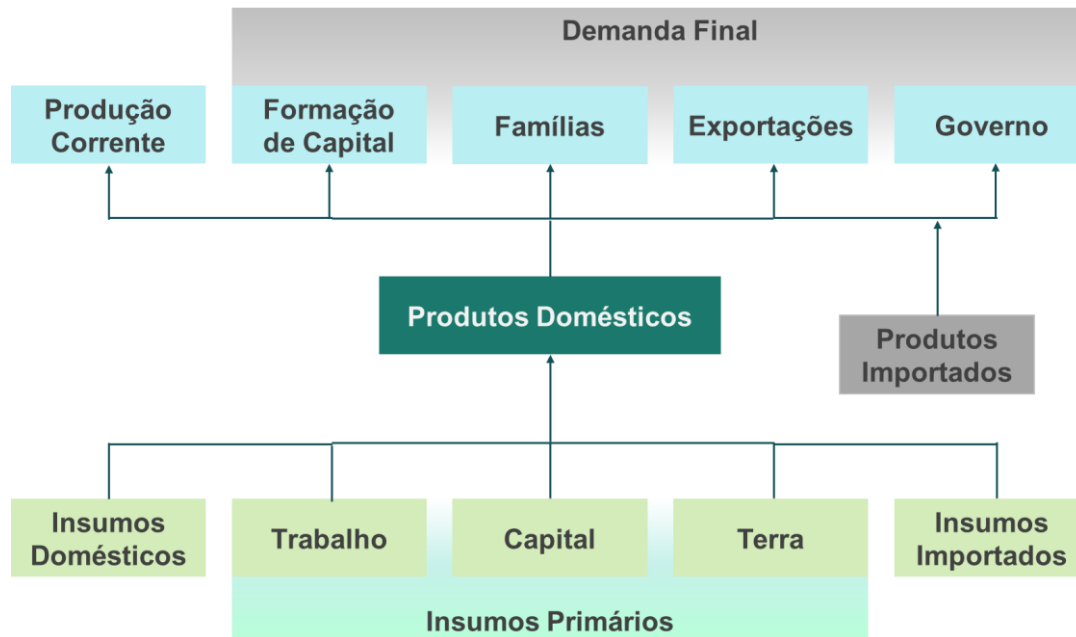 Demanda Final
Produção
Corrente
Formação
de Capital
Famílias
Exportações
Governo
Produtos Domésticos
Produtos
Importados
Insumos
Domésticos
Trabalho
Capital
Terra
Insumos
Importados
Insumos Primários